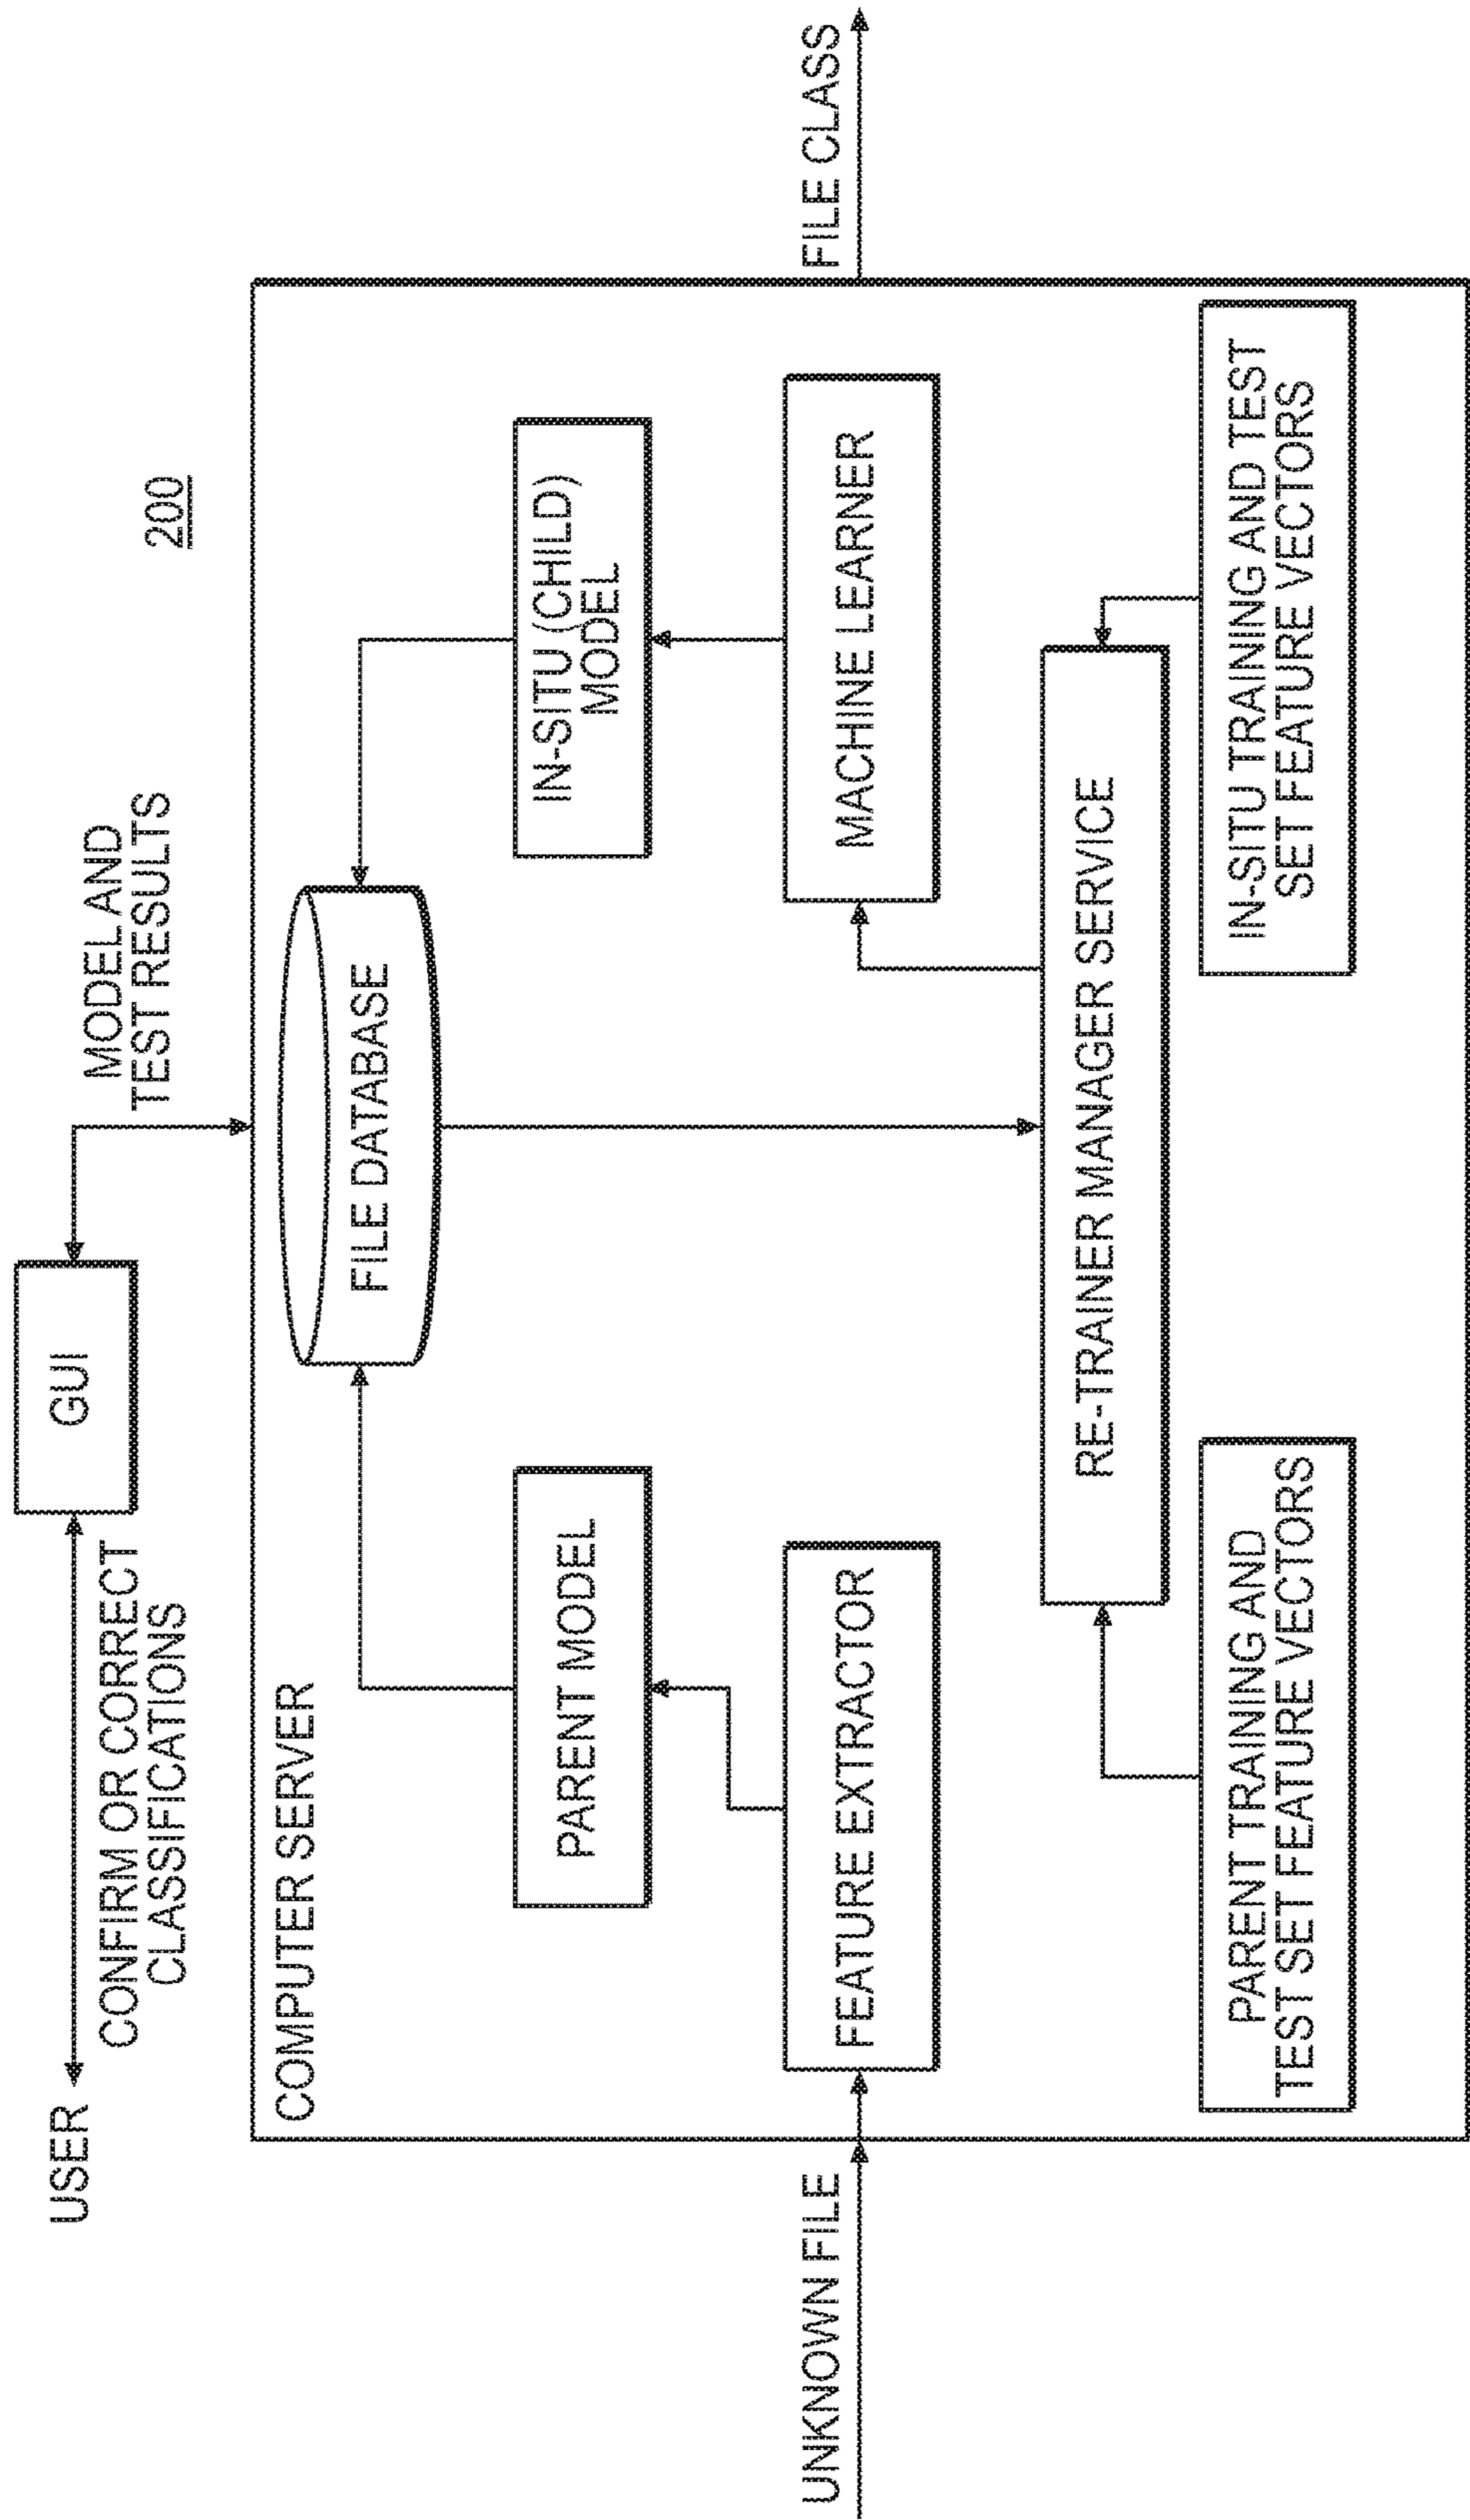 200
USER
CONFIRM OR CORRECT
CLASSIFICATIONS
GUI
MODEL AND
TEST RESULTS
COMPUTER SERVER
FILE DATABASE
PARENT MODEL
IN-SITU (CHILD)
MODEL
UNKNOWN FILE
FEATURE EXTRACTOR
MACHINE LEARNER
FILE CLASS
RE-TRAINER MANAGER SERVICE
PARENT TRAINING AND
TEST SET FEATURE VECTORS
IN-SITU TRAINING AND TEST
SET FEATURE VECTORS